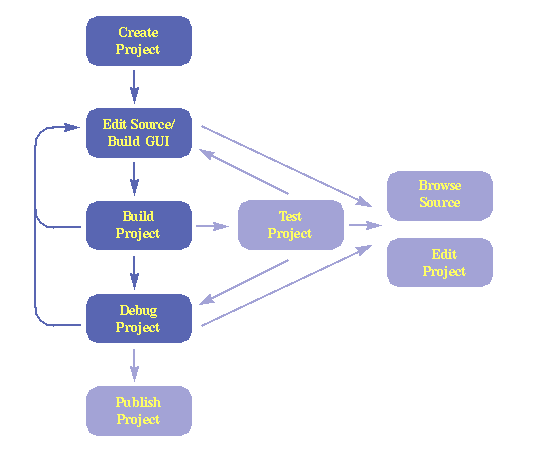 Create
Project
Edit Source/
Build GUI
Build
Project
Test
Project
Browse
Source
Edit
Project
Debug
Project
Publish
Project